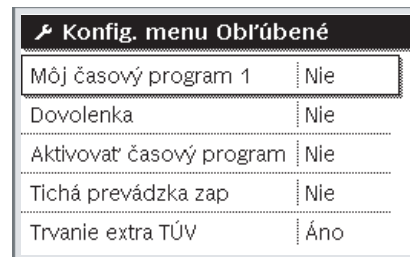 Konfig. menu Obľúbené
Môj časový program 1 Nie
Dovolenka Nie
Aktivovať časový program Nie
Tichá prevádzka zap Nie
Trvanie extra TÚV Áno